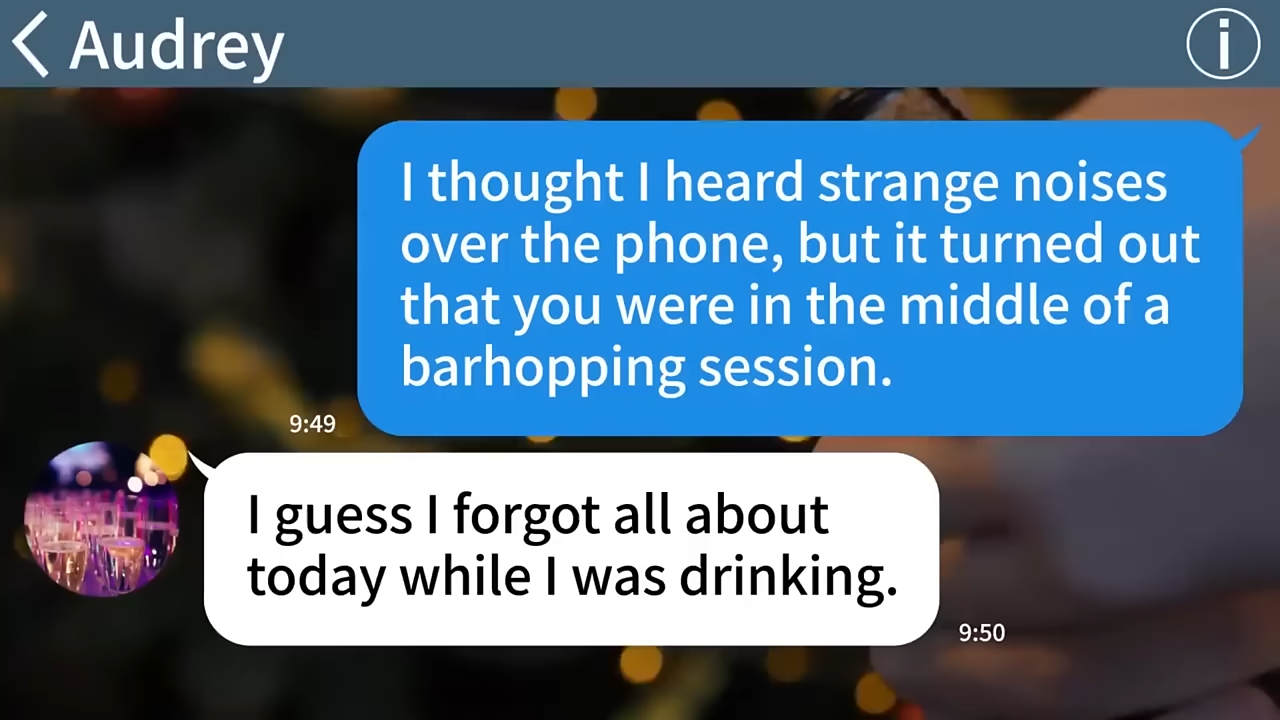 Audrey
I thought I heard strange noises
over the phone, but it turned out
that you were in the middle of a
barhopping session.
9:49
I guess I forgot all about
today while I was drinking.
9:50